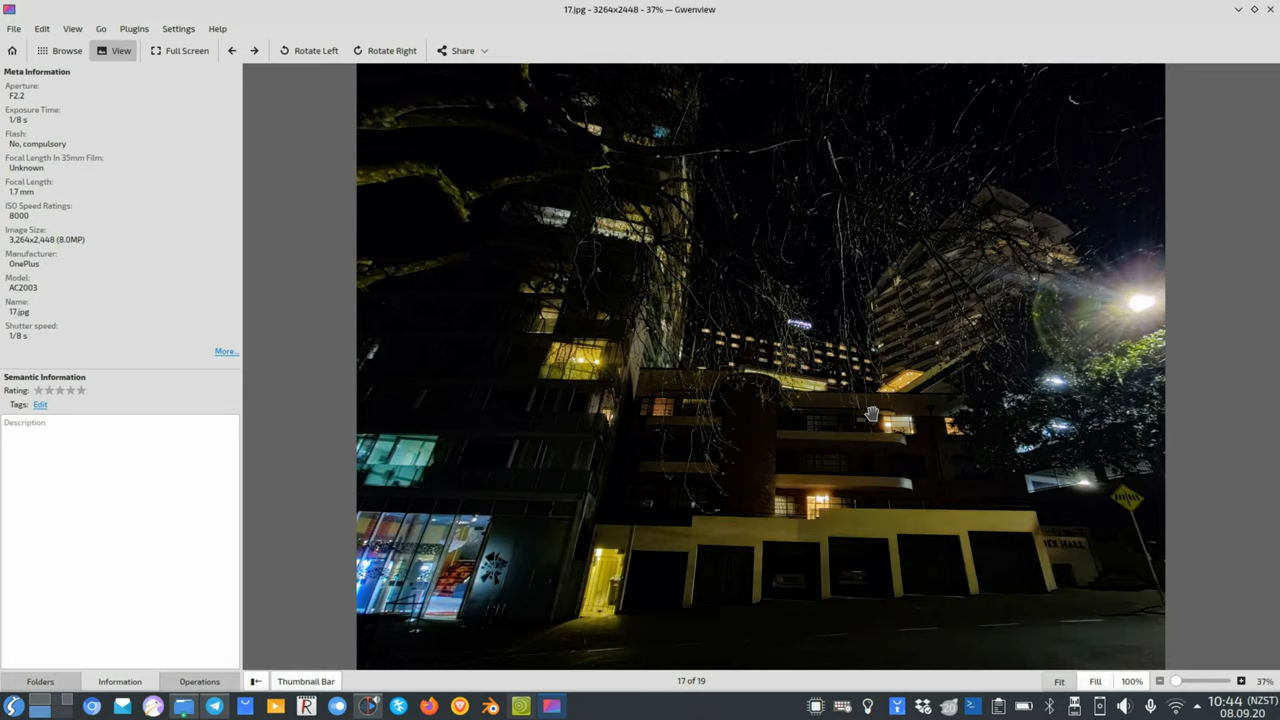 17.jpg - 3264x2448 - 37% — Gwenview
File Edit View Go Plugins Settings Help
Browse View Full Screen Rotate Left Rotate Right Share
Meta Information
Aperture:
F2.2
Exposure Time:
1/8 s
Flash:
No, compulsory
Focal Length In 35mm Film:
Unknown
Focal Length:
1.7 mm
ISO Speed Ratings:
8000
Image Size:
3,264x2,448 (8.0MP)
Manufacturer:
OnePlus
Model:
AC2003
Name:
17.jpg
Shutter speed:
1/8 s
More...
Semantic Information
Rating:
Tags: Edit
Description
Folders Information Operations Thumbnail Bar 17 of 19 Fit Fill 100% 37%
10:44 (NZST)
08.09.20